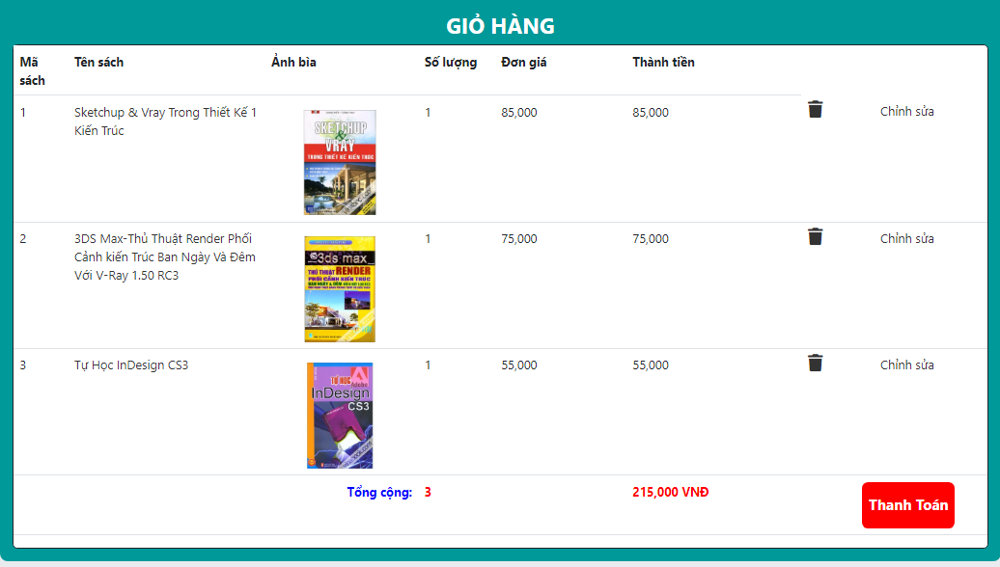 GIỎ HÀNG
Mã sách
Tên sách
Ảnh bìa
Số lượng
Đơn giá
Thành tiền
1
Sketchup & Vray Trong Thiết Kế 1
Kiến Trúc
SKETCHUP
&
VRAY
TRONG THIẾT KẾ KIẾN TRÚC
1
85,000
85,000
Chỉnh sửa
2
3DS Max-Thủ Thuật Render Phối
Cảnh kiến Trúc Ban Ngày Và Đêm
Với V-Ray 1.50 RC3
3ds max
THỦ THUẬT RENDER
PHỐI CẢNH KIẾN TRÚC
1
75,000
75,000
Chỉnh sửa
3
Tự Học InDesign CS3
TỰ HỌC
Adobe
InDesign
CS3
1
55,000
55,000
Chỉnh sửa
Tổng cộng:
3
215,000 VNĐ
Thanh Toán